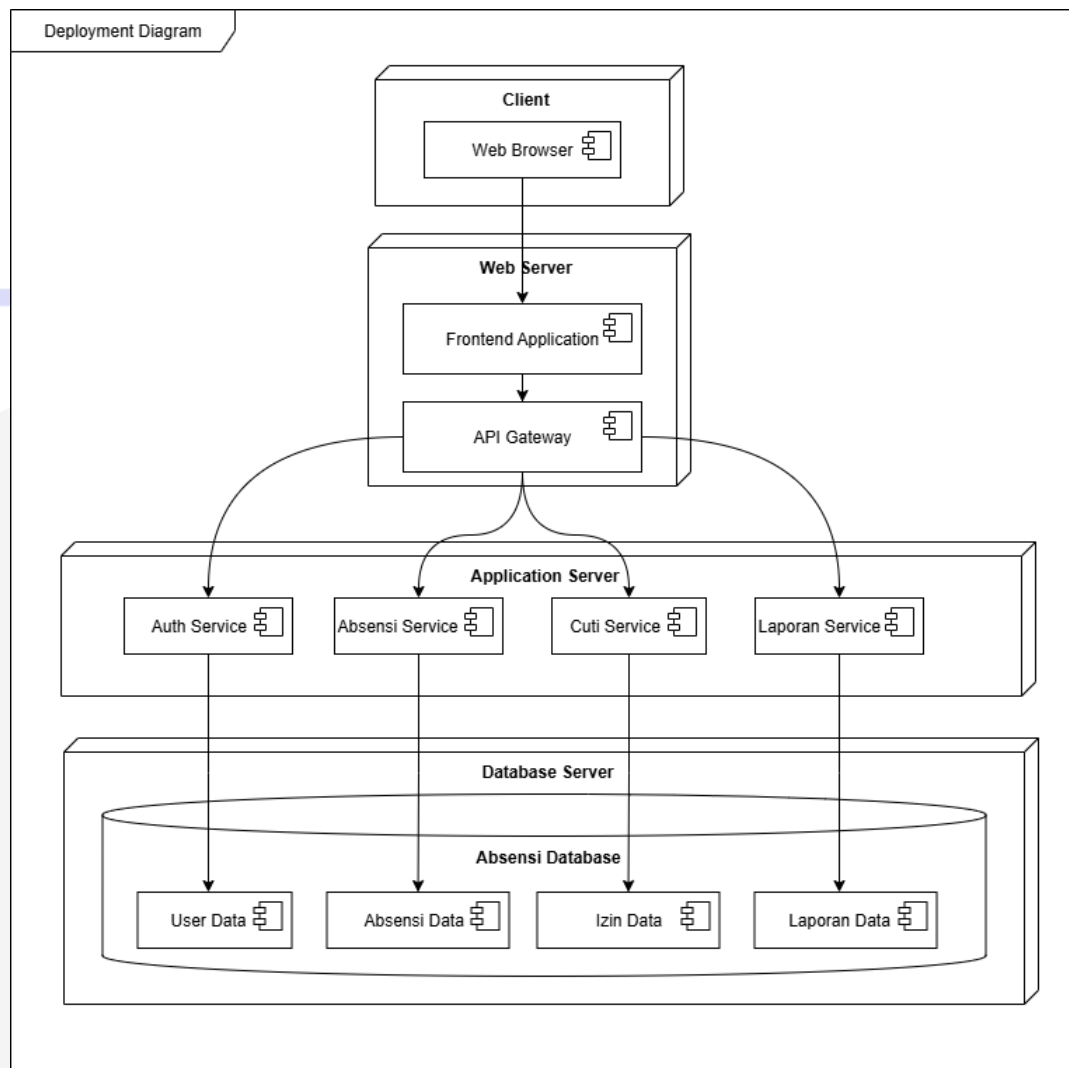 Deployment Diagram
Client
Web Browser
Web Server
Frontend Application
API Gateway
Application Server
Auth Service
Absensi Service
Cuti Service
Laporan Service
Database Server
Absensi Database
User Data
Absensi Data
Izin Data
Laporan Data